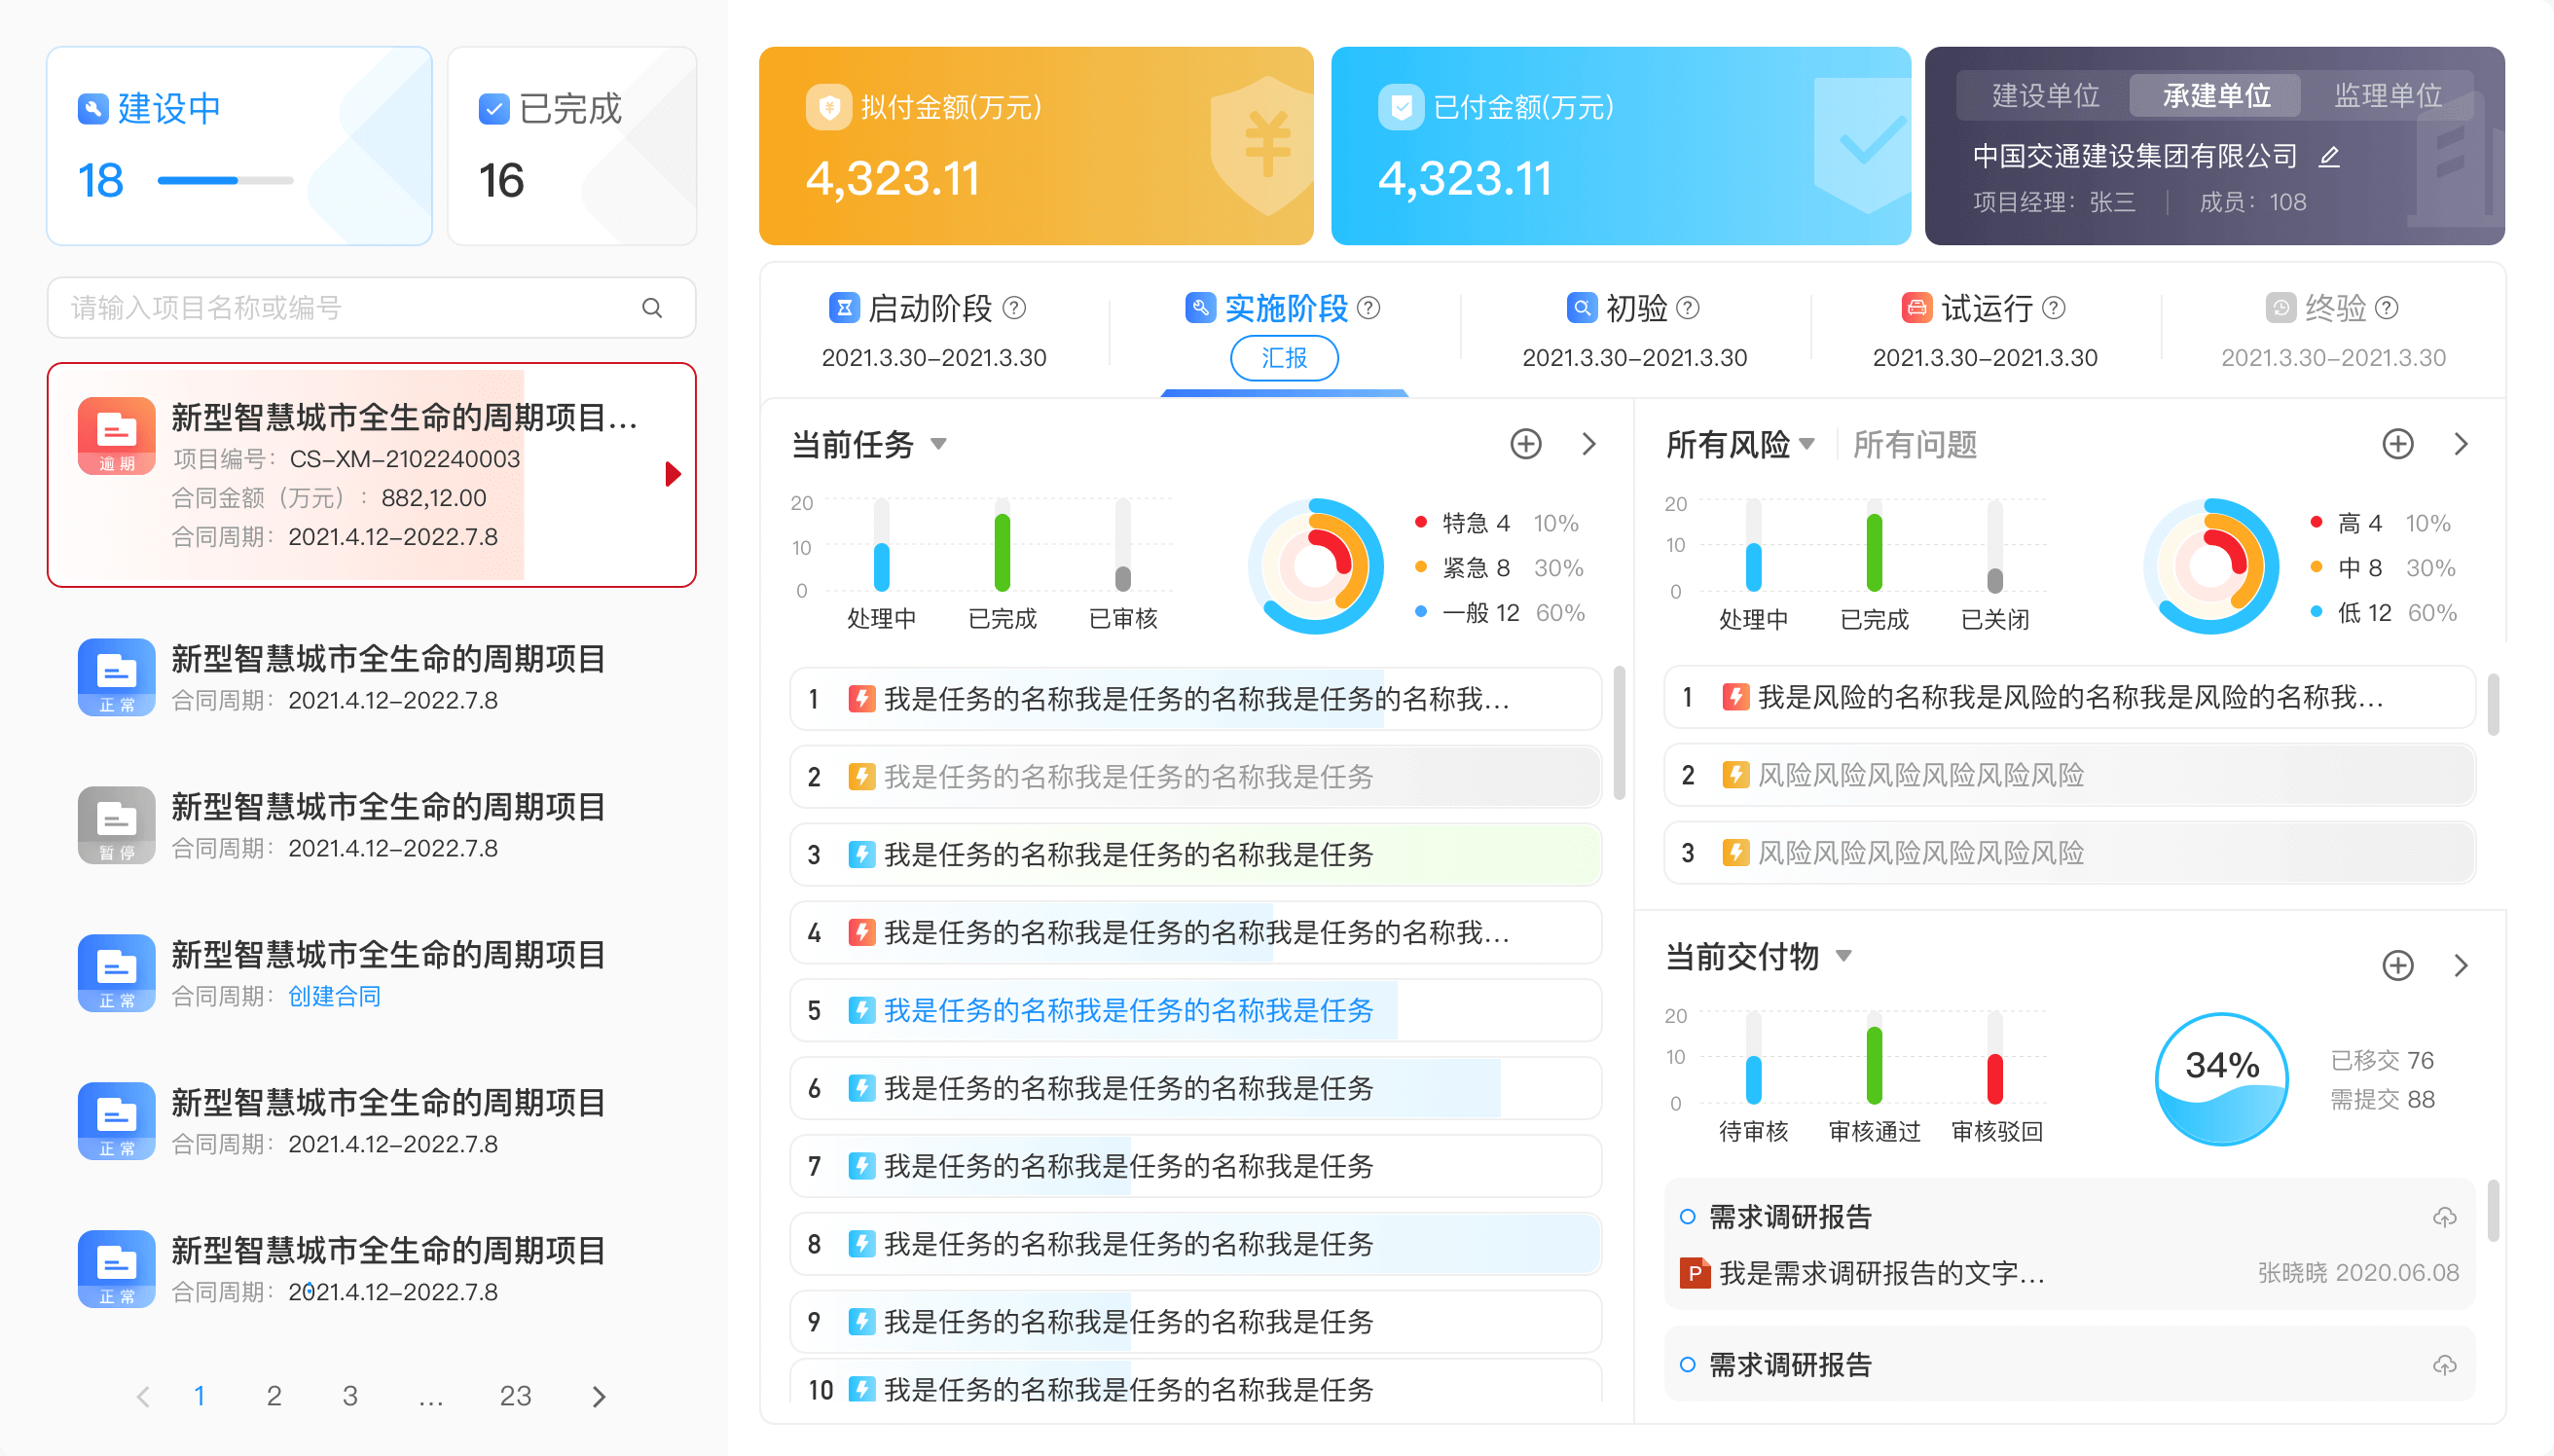 建设中
18
已完成
16
请输入项目名称或编号
逾期
新型智慧城市全生命的周期项目...
项目编号： CS-XM-2102240003
合同金额（万元）： 882,12.00
合同周期： 2021.4.12-2022.7.8
正常
新型智慧城市全生命的周期项目
合同周期： 2021.4.12-2022.7.8
暂停
新型智慧城市全生命的周期项目
合同周期： 2021.4.12-2022.7.8
正常
新型智慧城市全生命的周期项目
合同周期： 创建合同
正常
新型智慧城市全生命的周期项目
合同周期： 2021.4.12-2022.7.8
正常
新型智慧城市全生命的周期项目
合同周期： 2021.4.12-2022.7.8
1 2 3 ... 23
拟付金额(万元)
4,323.11
已付金额(万元)
4,323.11
建设单位 承建单位 监理单位
中国交通建设集团有限公司
项目经理：张三 成员：108
启动阶段
2021.3.30-2021.3.30
实施阶段
汇报
初验
2021.3.30-2021.3.30
试运行
2021.3.30-2021.3.30
终验
2021.3.30-2021.3.30
当前任务
20
10
0
处理中 已完成 已审核
特急 4 10%
紧急 8 30%
一般 12 60%
1 我是任务的名称我是任务的名称我是任务的名称我...
2 我是任务的名称我是任务的名称我是任务
3 我是任务的名称我是任务的名称我是任务
4 我是任务的名称我是任务的名称我是任务的名称我...
5 我是任务的名称我是任务的名称我是任务
6 我是任务的名称我是任务的名称我是任务
7 我是任务的名称我是任务的名称我是任务
8 我是任务的名称我是任务的名称我是任务
9 我是任务的名称我是任务的名称我是任务
10 我是任务的名称我是任务的名称我是任务
所有风险 所有问题
20
10
0
处理中 已完成 已关闭
高 4 10%
中 8 30%
低 12 60%
1 我是风险的名称我是风险的名称我是风险的名称我...
2 风险风险风险风险风险风险
3 风险风险风险风险风险风险
当前交付物
20
10
0
待审核 审核通过 审核驳回
34%
已移交 76
需提交 88
需求调研报告
P 我是需求调研报告的文字... 张晓晓 2020.06.08
需求调研报告